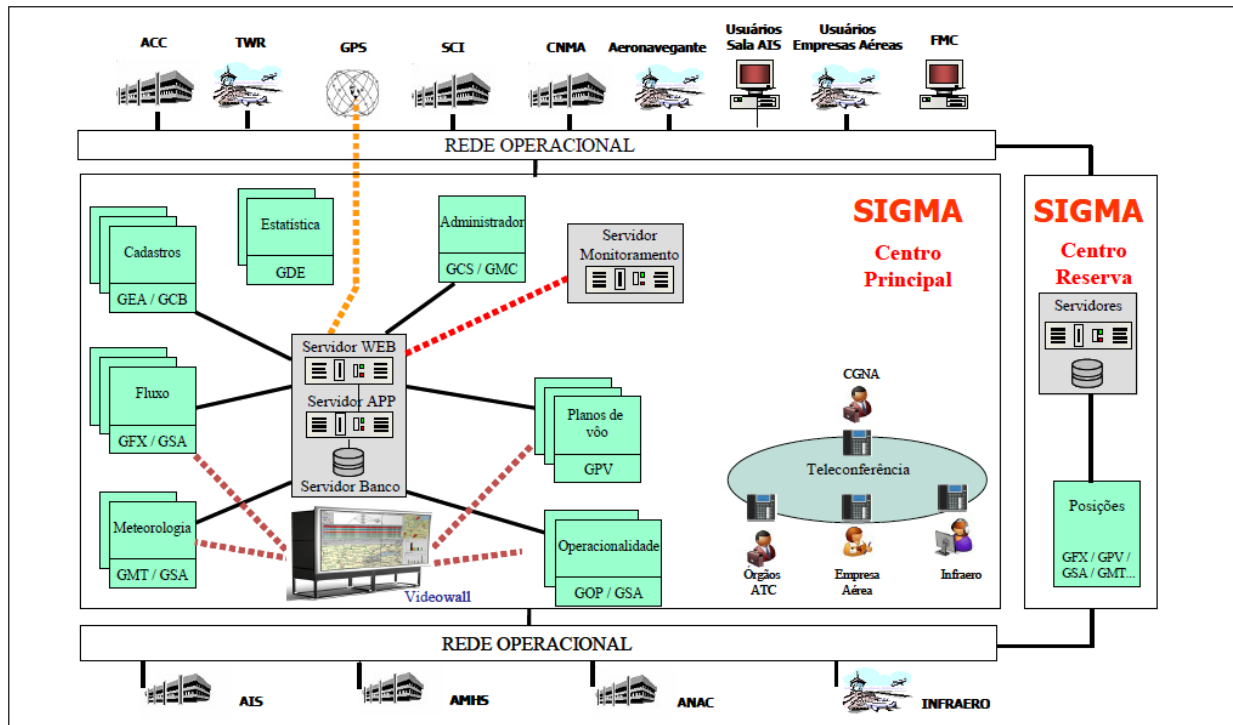 ACC
TWR
GPS
SCI
CNMA
Aeronavegante
Usuários
Sala AIS
Usuários
Empresas Aéreas
FMC
REDE OPERACIONAL
Cadastros
GEA / GCB
Estatística
GDE
Administrador
GCS / GMC
Servidor
Monitoramento
SIGMA
Centro
Principal
SIGMA
Centro
Reserva
Servidores
Servidor WEB
Servidor APP
Servidor Banco
Fluxo
GFX / GSA
Planos de
vôo
GPV
Meteorologia
GMT / GSA
Videowall
Operacionalidade
GOP / GSA
CGNA
Teleconferência
Órgãos
ATC
Empresa
Aérea
Infraero
Posições
GFX / GPV /
GSA / GMT...
REDE OPERACIONAL
AIS
AMHS
ANAC
INFRAERO